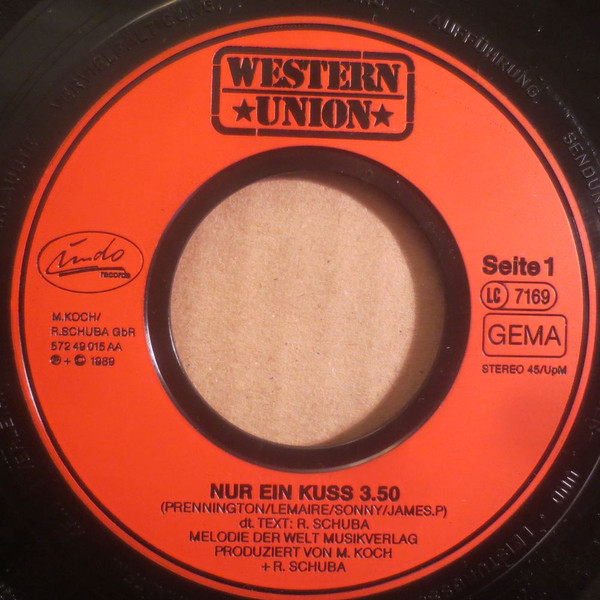 WESTERN
★UNION★
records
M.KOCH/
R.SCHUBA GbR
572 49 015 AA
℗ + © 1989
Seite 1
LC 7169
GEMA
STEREO 45/UpM
NUR EIN KUSS 3.50
(PRENNINGTON/LEMAIRE/SONNY/JAMES.P)
dt. TEXT: R. SCHUBA
MELODIE DER WELT MUSIKVERLAG
PRODUZIERT VON M. KOCH
+ R. SCHUBA
AUFFÜHRUNG,
SENDUNG